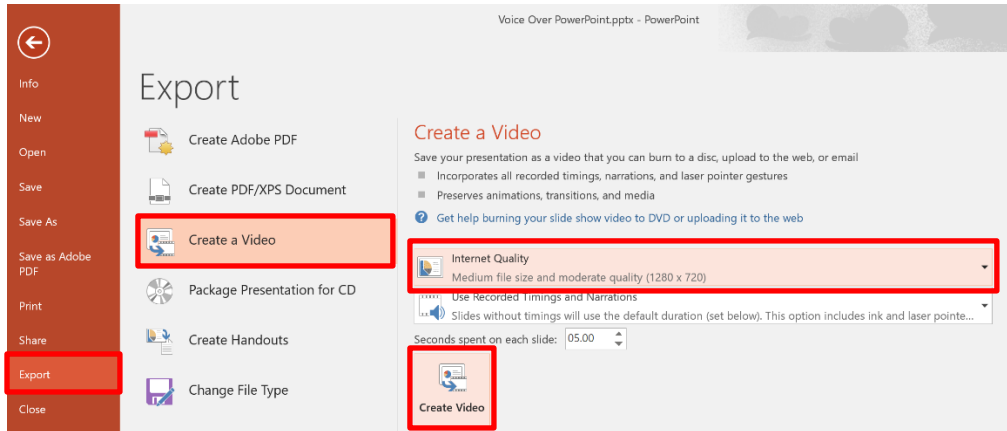 Voice Over PowerPoint.pptx - PowerPoint
Info
New
Open
Save
Save As
Save as Adobe
PDF
Print
Share
Export
Close
Export
Create Adobe PDF
Create PDF/XPS Document
Create a Video
Package Presentation for CD
Create Handouts
Change File Type
Create a Video
Save your presentation as a video that you can burn to a disc, upload to the web, or email
Incorporates all recorded timings, narrations, and laser pointer gestures
Preserves animations, transitions, and media
Get help burning your slide show video to DVD or uploading it to the web
Internet Quality
Medium file size and moderate quality (1280 x 720)
Use Recorded Timings and Narrations
Slides without timings will use the default duration (set below). This option includes ink and laser pointe...
Seconds spent on each slide: 05.00
Create Video